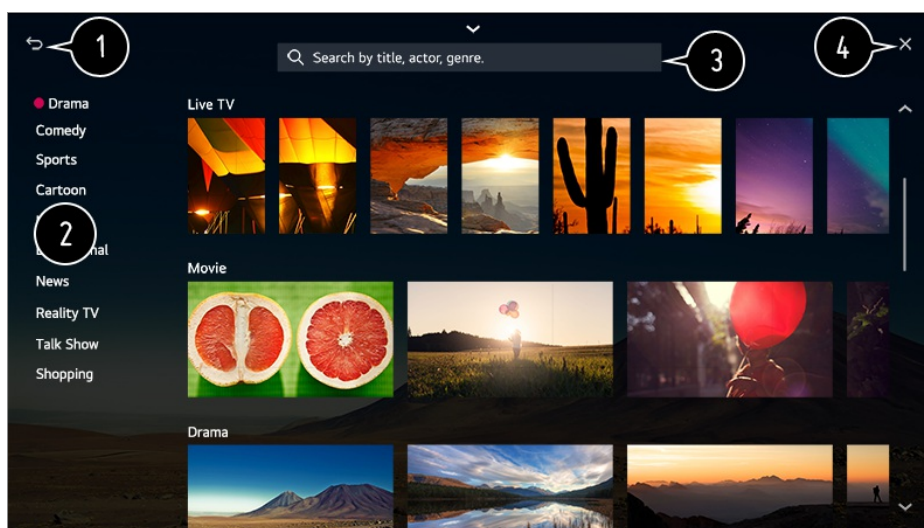 1
3
4
Search by title, actor, genre.
Drama
Live TV
Comedy
Sports
Cartoon
2
News
Movie
Reality TV
Talk Show
Shopping
Drama